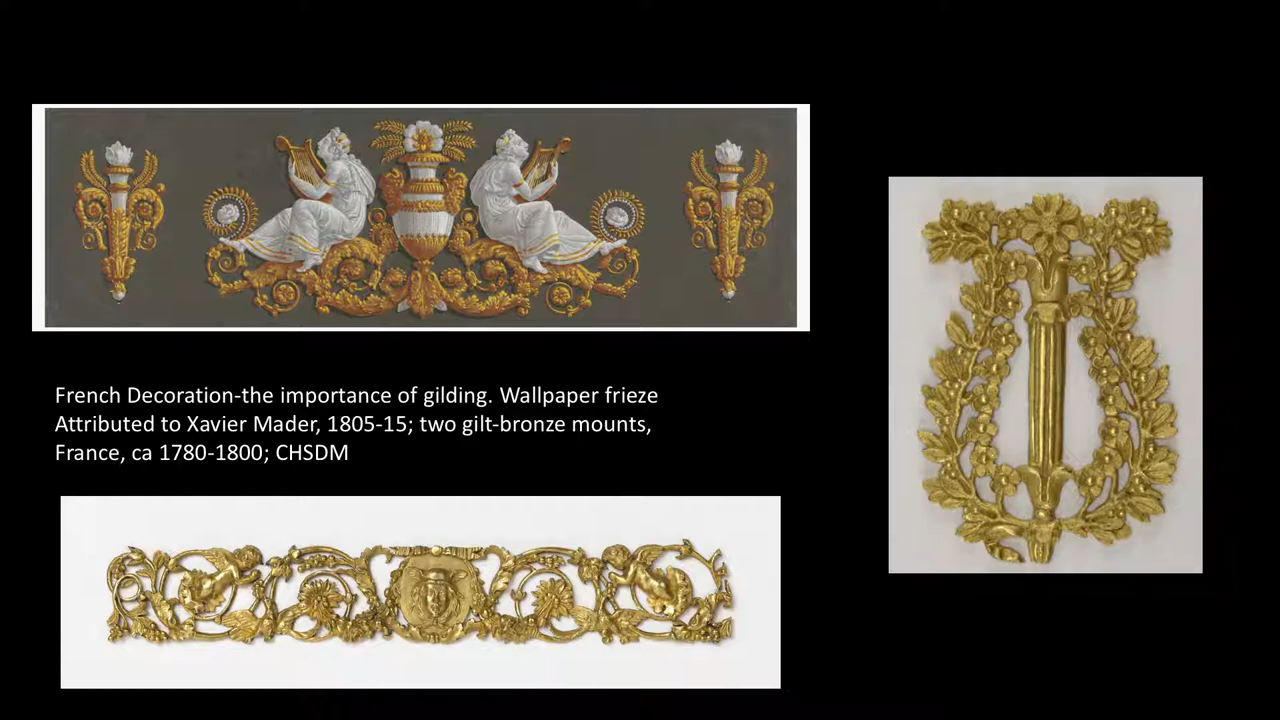 French Decoration-the importance of gilding. Wallpaper frieze
Attributed to Xavier Mader, 1805-15; two gilt-bronze mounts,
France, ca 1780-1800; CHSDM